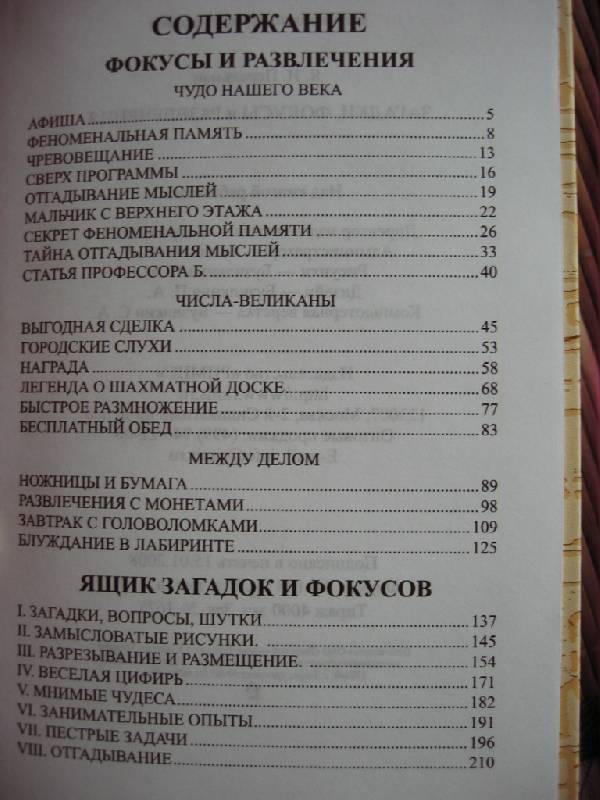 СОДЕРЖАНИЕ
ФОКУСЫ И РАЗВЛЕЧЕНИЯ
ЧУДО НАШЕГО ВЕКА
АФИША 5
ФЕНОМЕНАЛЬНАЯ ПАМЯТЬ 8
ЧРЕВОВЕЩАНИЕ 13
СВЕРХ ПРОГРАММЫ 16
ОТГАДЫВАНИЕ МЫСЛЕЙ 19
МАЛЬЧИК С ВЕРХНЕГО ЭТАЖА 22
СЕКРЕТ ФЕНОМЕНАЛЬНОЙ ПАМЯТИ 26
ТАЙНА ОТГАДЫВАНИЯ МЫСЛЕЙ 33
СТАТЬЯ ПРОФЕССОРА Б. 40
ЧИСЛА-ВЕЛИКАНЫ
ВЫГОДНАЯ СДЕЛКА 45
ГОРОДСКИЕ СЛУХИ 53
НАГРАДА 58
ЛЕГЕНДА О ШАХМАТНОЙ ДОСКЕ 68
БЫСТРОЕ РАЗМНОЖЕНИЕ 77
БЕСПЛАТНЫЙ ОБЕД 83
МЕЖДУ ДЕЛОМ
НОЖНИЦЫ И БУМАГА 89
РАЗВЛЕЧЕНИЯ С МОНЕТАМИ 98
ЗАВТРАК С ГОЛОВОЛОМКАМИ 109
БЛУЖДАНИЕ В ЛАБИРИНТЕ 125
ЯЩИК ЗАГАДОК И ФОКУСОВ
I. ЗАГАДКИ, ВОПРОСЫ, ШУТКИ 137
II. ЗАМЫСЛОВАТЫЕ РИСУНКИ. 145
III. РАЗРЕЗЫВАНИЕ И РАЗМЕЩЕНИЕ. 154
IV. ВЕСЕЛАЯ ЦИФИРЬ 171
V. МНИМЫЕ ЧУДЕСА 182
VI. ЗАНИМАТЕЛЬНЫЕ ОПЫТЫ 191
VII. ПЕСТРЫЕ ЗАДАЧИ 196
VIII. ОТГАДЫВАНИЕ 210